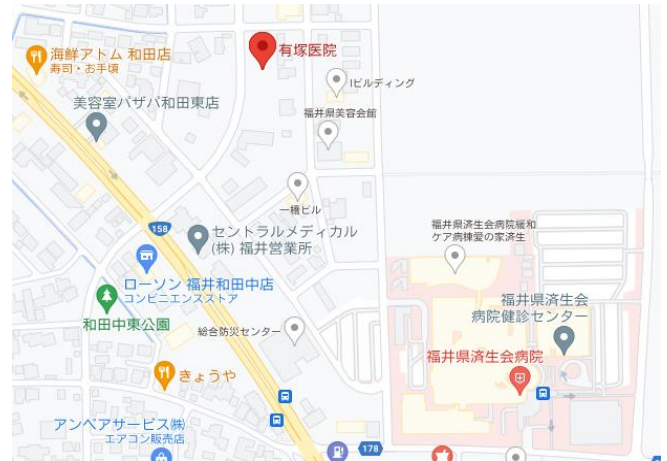 海鮮アトム 和田店
寿司・お手頃
有塚医院
Iビルディング
美容室パザパ和田東店
福井県美容会館
一橋ビル
158
セントラルメディカル
(株) 福井営業所
福井県済生会病院緩和
ケア病棟愛の家済生
ローソン 福井和田中店
コンビニエンスストア
和田中東公園
福井県済生会
病院健診センター
総合防災センター
福井県済生会病院
きょうや
アンペアサービス㈱
エアコン販売店
178